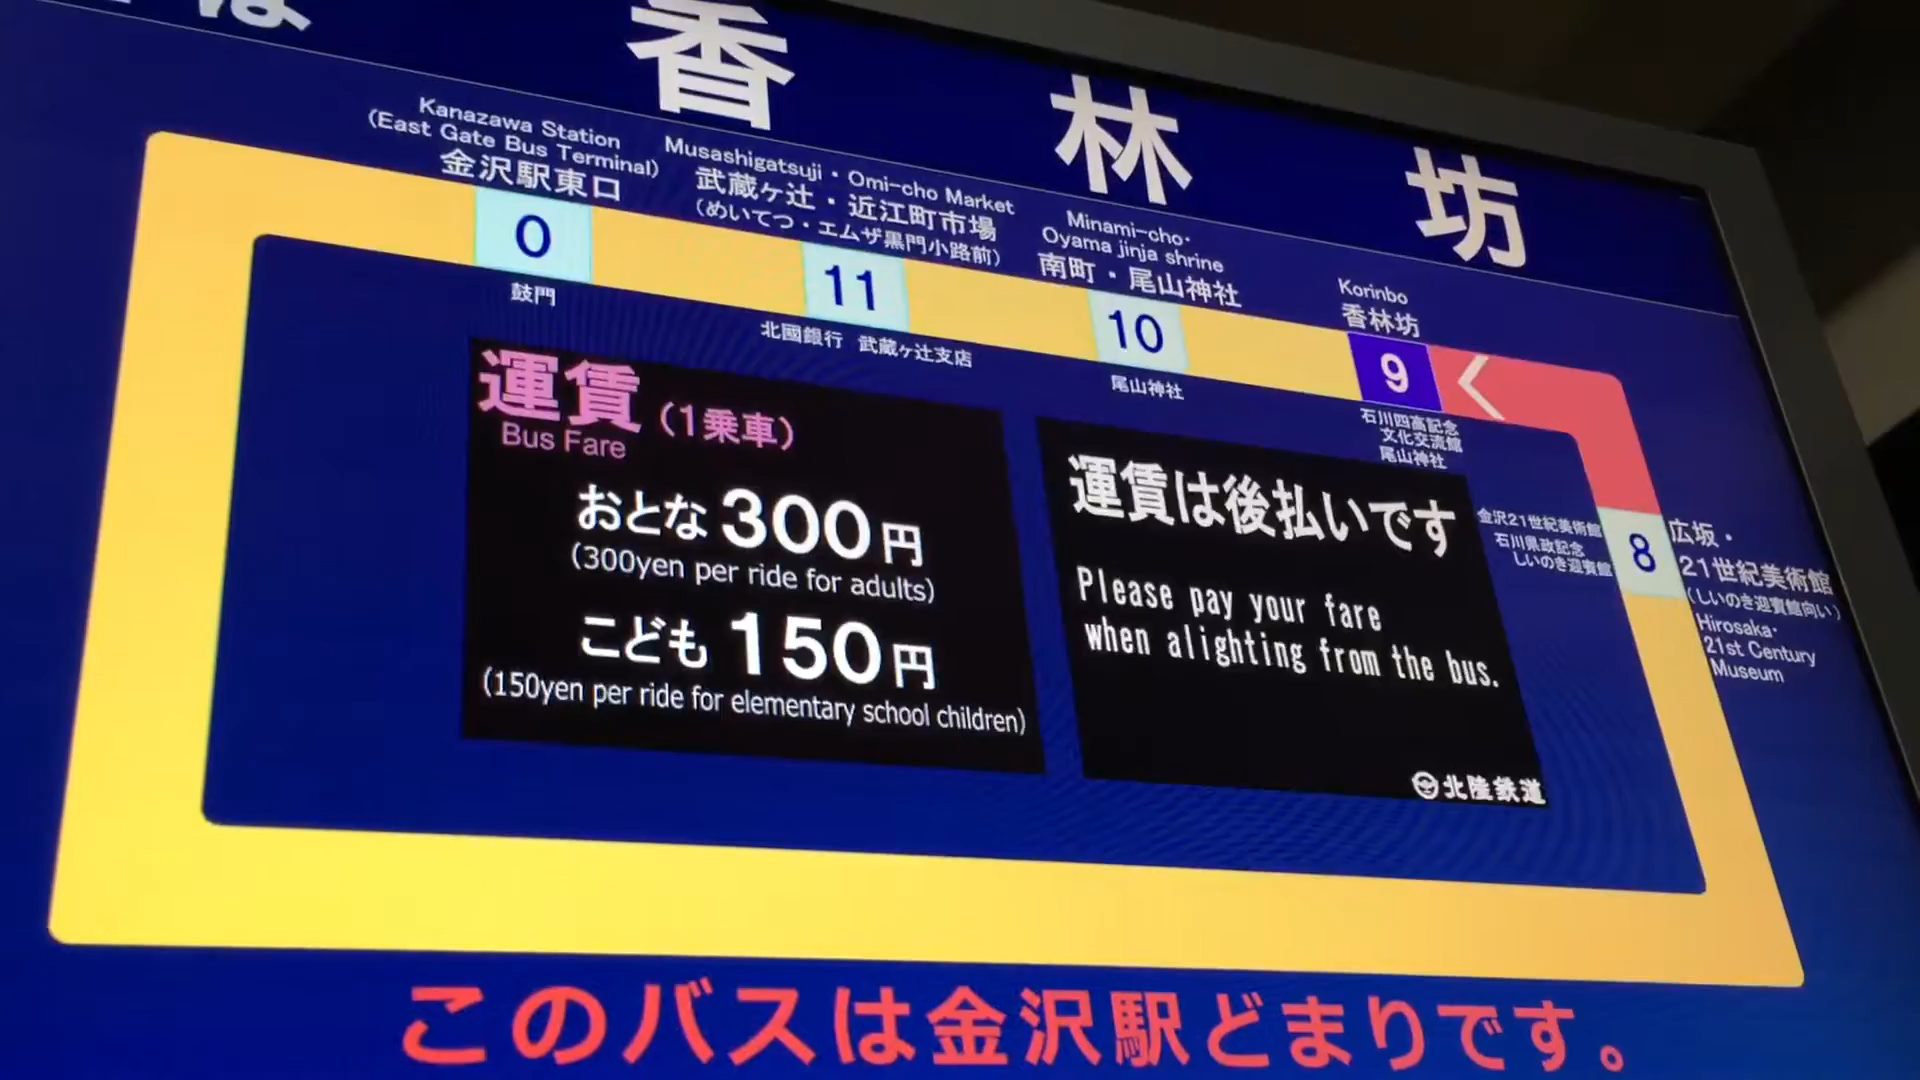 は
香林坊
Kanazawa Station
(East Gate Bus Terminal)
金沢駅東口
0
鼓門
Musashigatsuji・Omi-cho Market
武蔵ヶ辻・近江町市場
(めいてつ・エムザ黒門小路前)
11
北國銀行 武蔵ヶ辻支店
Minami-cho・
Oyama jinja shrine
南町・尾山神社
10
尾山神社
Korinbo
香林坊
9
石川四高記念
文化交流館
尾山神社
金沢21世紀美術館
石川県政記念
しいのき迎賓館
8
広坂・
21世紀美術館
(しいのき迎賓館向い)
Hirosaka・
21st Century
Museum
運賃(1乗車)
Bus Fare
おとな300円
(300yen per ride for adults)
こども150円
(150yen per ride for elementary school children)
運賃は後払いです
Please pay your fare
when alighting from the bus.
北陸鉄道
このバスは金沢駅どまりです。